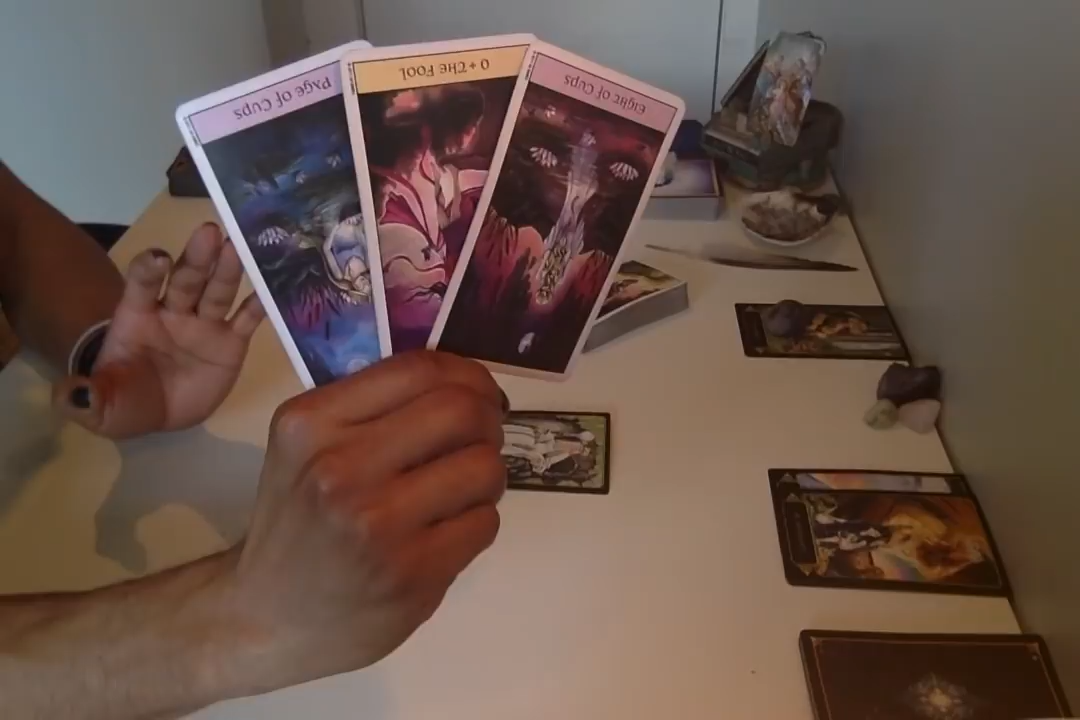 Page of Cups
0 + The Fool
Eight of Cups